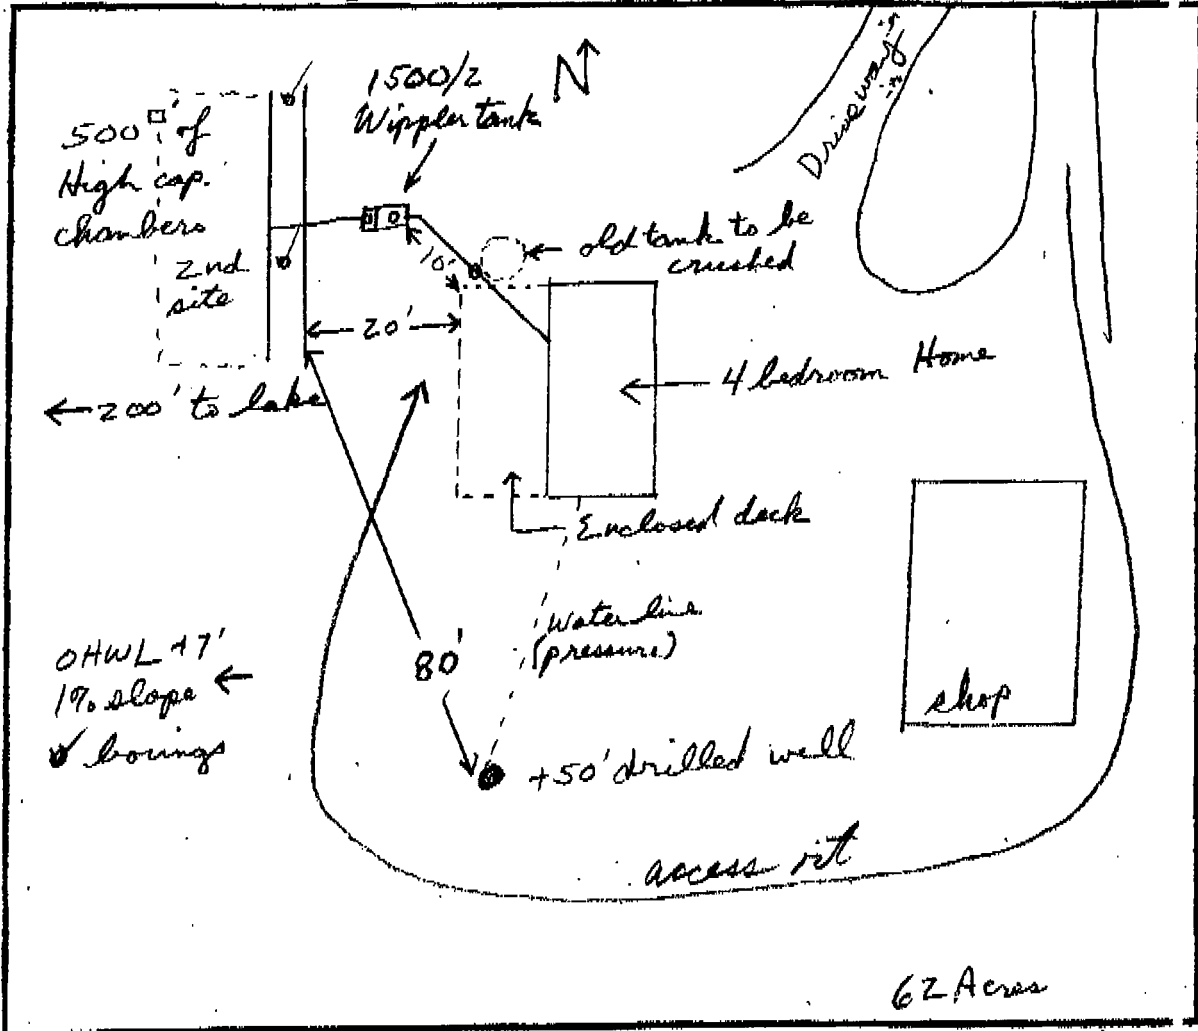 1500/2
Wippler tank
N
Driveway
500□' of
High cap.
chambers
2nd
site
10'
old tank to be
crushed
20'
4 bedroom Home
200' to lake
Enclosed deck
Water line
(pressure)
80'
OHWL +7'
1% slope
borings
shop
+50' drilled well
access rt
62 Acres